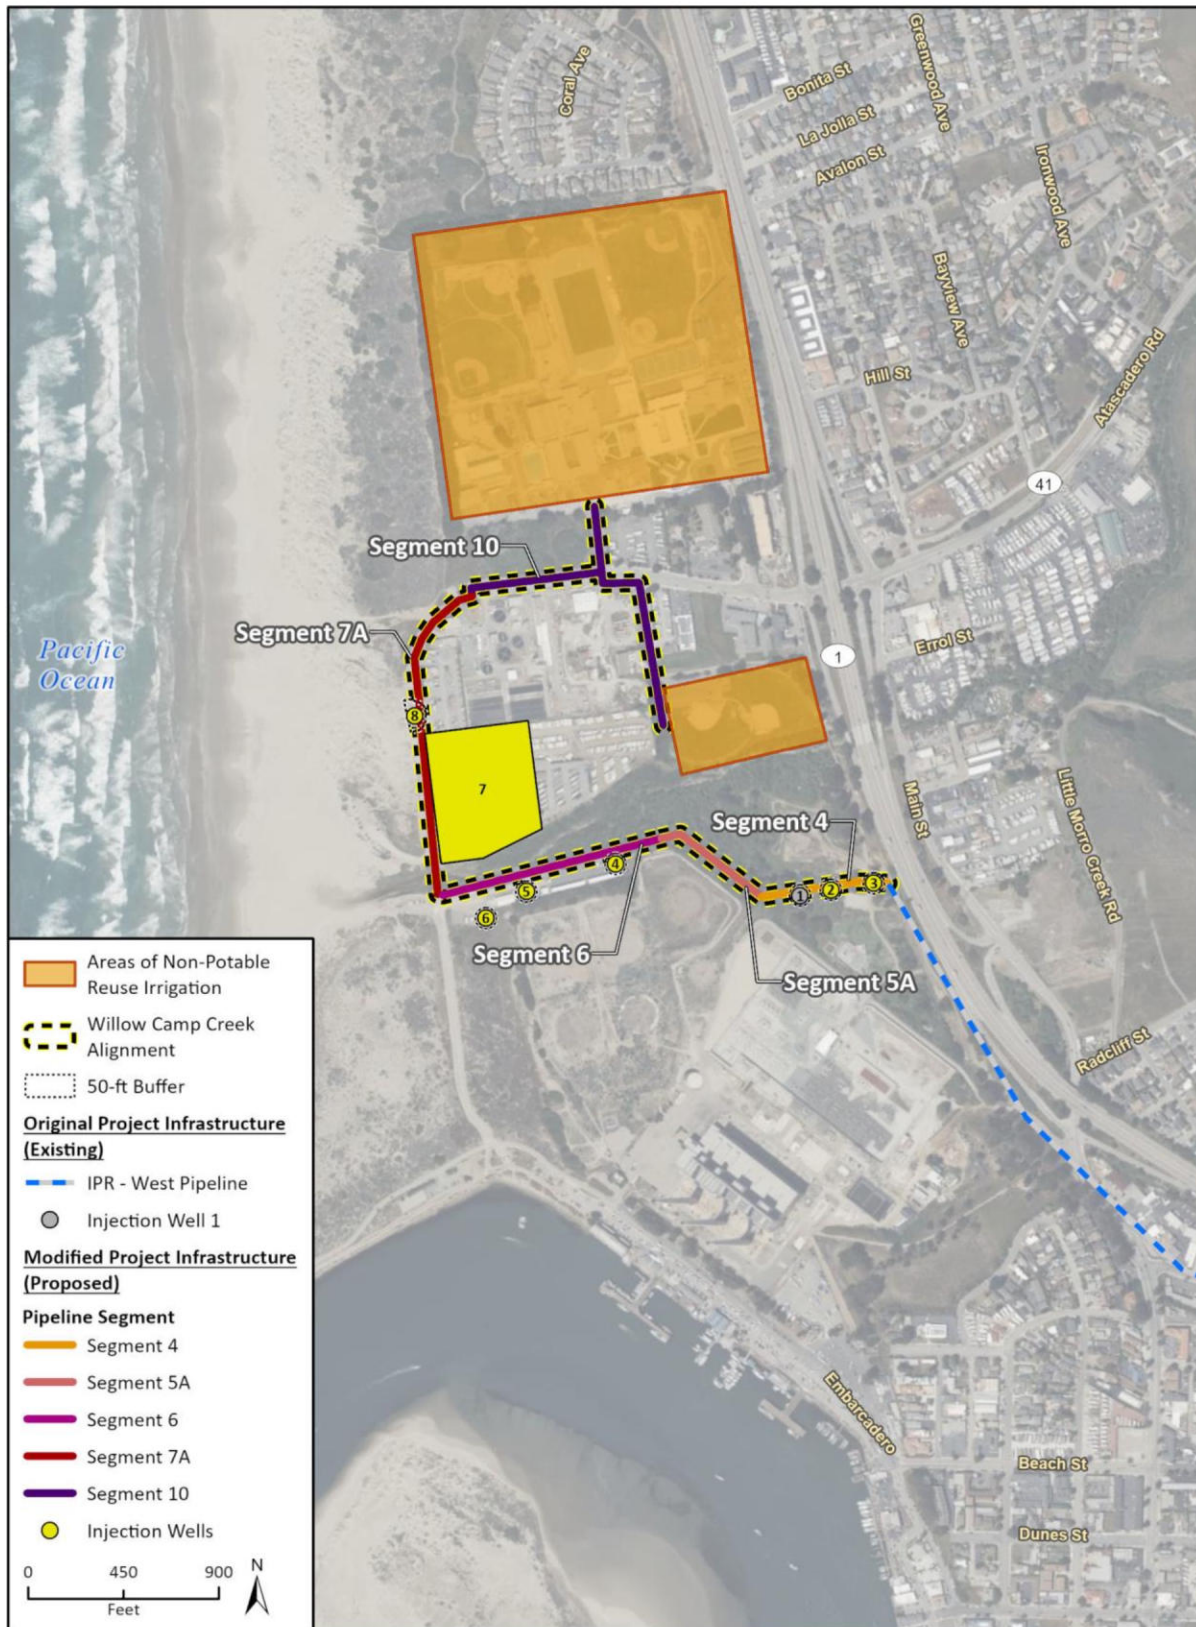 Coral Ave
Bonita St
Greenwood Ave
La Jolla St
Avalon St
Ironwood Ave
Bayview Ave
Hill St
Atascadero Rd
41
Segment 10
Segment 7A
Pacific
Ocean
Errol St
1
8
7
Main St
Little Morro Creek Rd
Segment 4
4
5
6
1
2
3
Segment 6
Segment 5A
Radcliff St
Embarcadero
Beach St
Dunes St
Areas of Non-Potable
Reuse Irrigation
Willow Camp Creek
Alignment
50-ft Buffer
Original Project Infrastructure
(Existing)
IPR - West Pipeline
Injection Well 1
Modified Project Infrastructure
(Proposed)
Pipeline Segment
Segment 4
Segment 5A
Segment 6
Segment 7A
Segment 10
Injection Wells
0 450 900
Feet
N